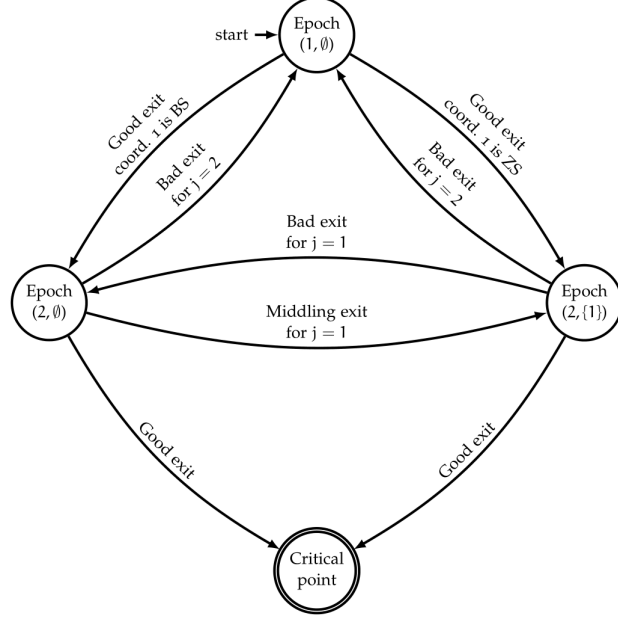 start
Epoch
(1, ∅)
Good exit
coord. 1 is BS
Bad exit
for j = 2
Good exit
coord. 1 is ZS
Bad exit
for j = 2
Bad exit
for j = 1
Epoch
(2, ∅)
Epoch
(2, {1})
Middling exit
for j = 1
Good exit
Good exit
Critical
point